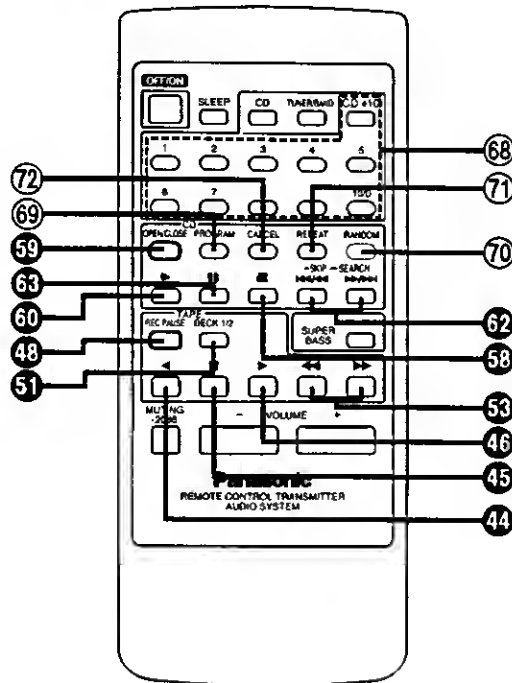 OFF/ON
SLEEP CD TUNER/BAND CD +10
1 2 3 4 5
6 7 10/0
68
72
71
69
CD
OPEN/CLOSE PROGRAM CANCEL REPEAT RANDOM
59
70
SKIP SEARCH
63
60
62
TAPE
REC PAUSE DECK 1/2
SUPER
BASS
48
58
51
53
MUTING
-20dB
- VOLUME +
46
Panasonic
45
REMOTE CONTROL TRANSMITTER
AUDIO SYSTEM
44